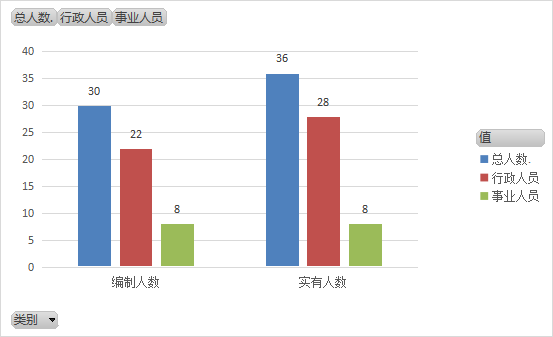 总人数. 行政人员 事业人员
40
35
30
25
20
15
10
5
0
30
22
8
36
28
8
编制人数
实有人数
值
总人数.
行政人员
事业人员
类别